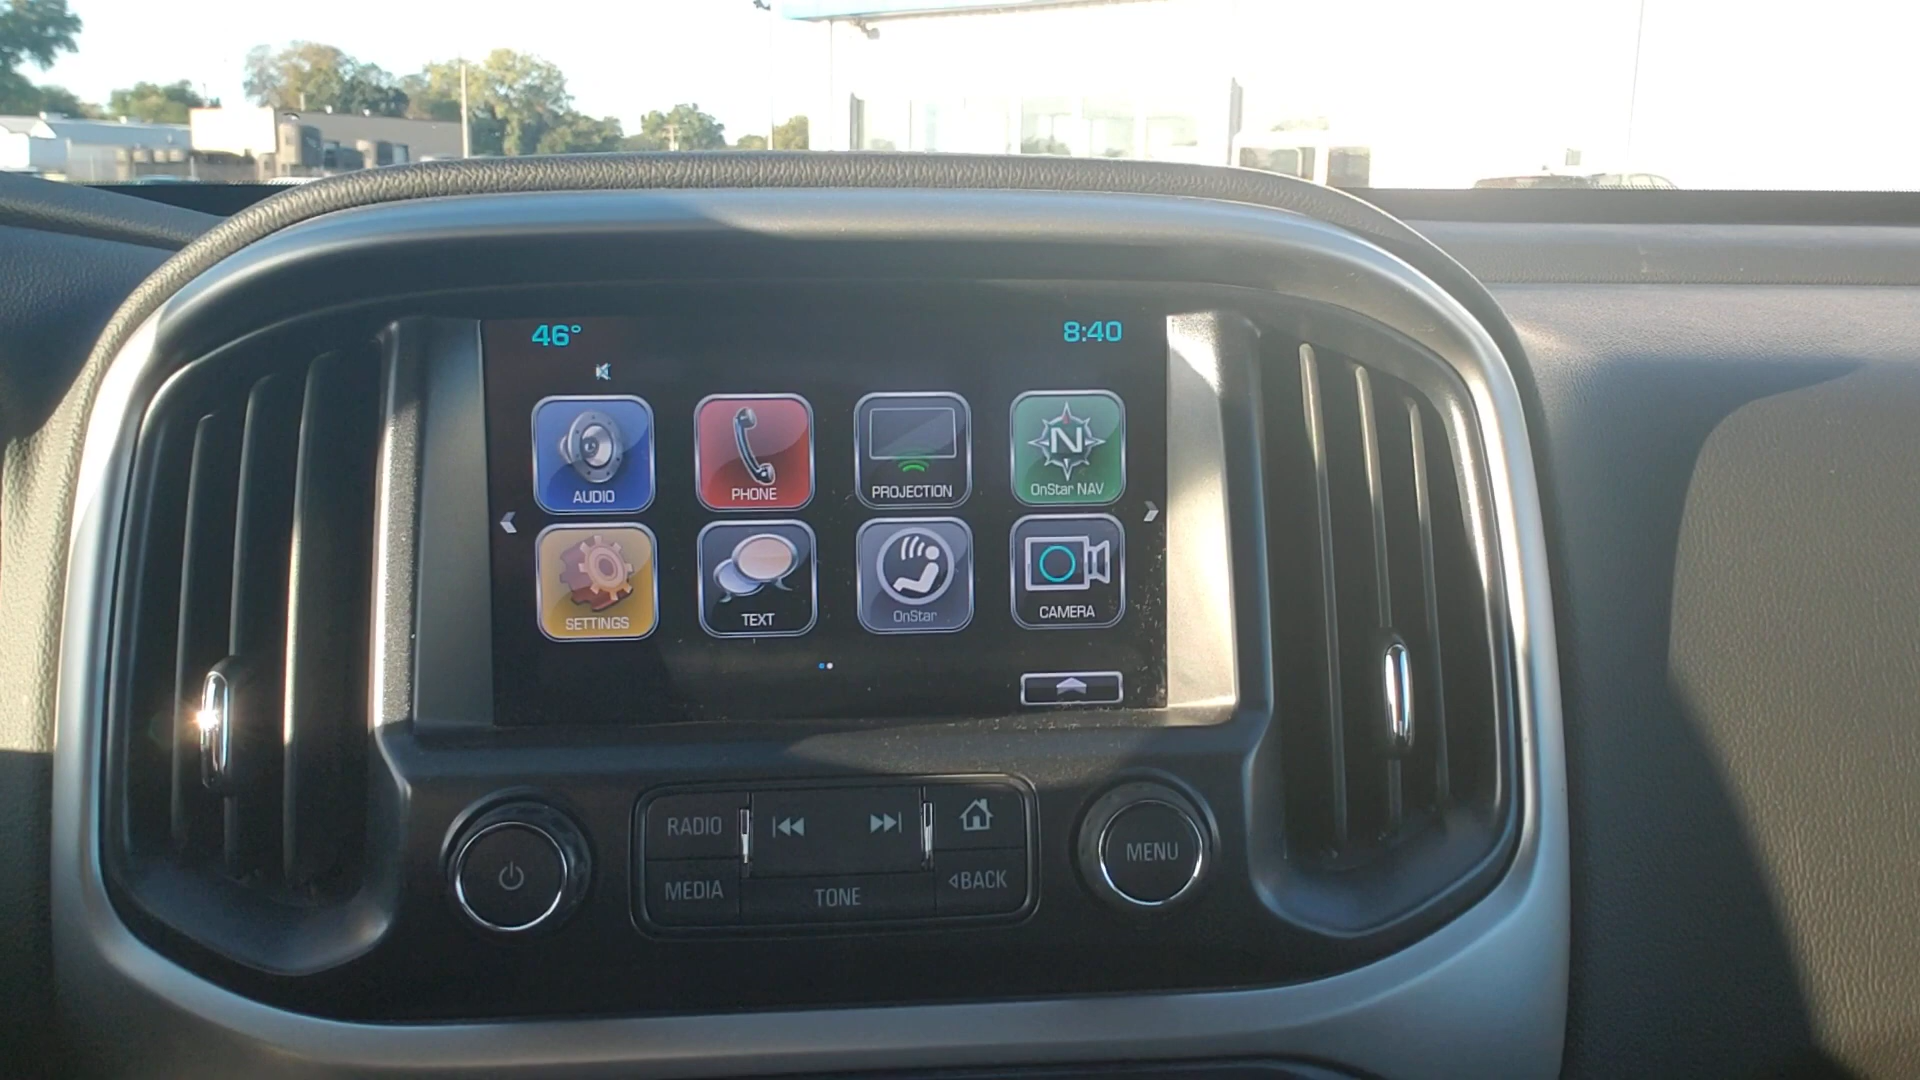 46° 8:40
AUDIO PHONE PROJECTION OnStar NAV
SETTINGS TEXT OnStar CAMERA
RADIO
MENU
MEDIA TONE BACK